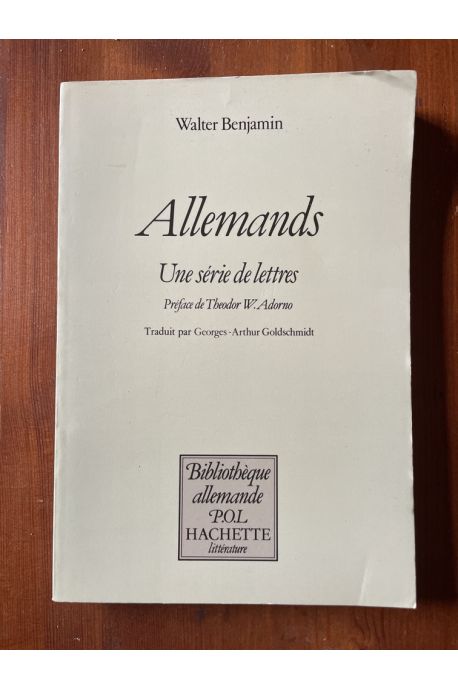 Walter Benjamin
Allemands
Une série de lettres
Préface de Theodor W. Adorno
Traduit par Georges-Arthur Goldschmidt
Bibliothèque
allemande
P.O.L
HACHETTE
littérature